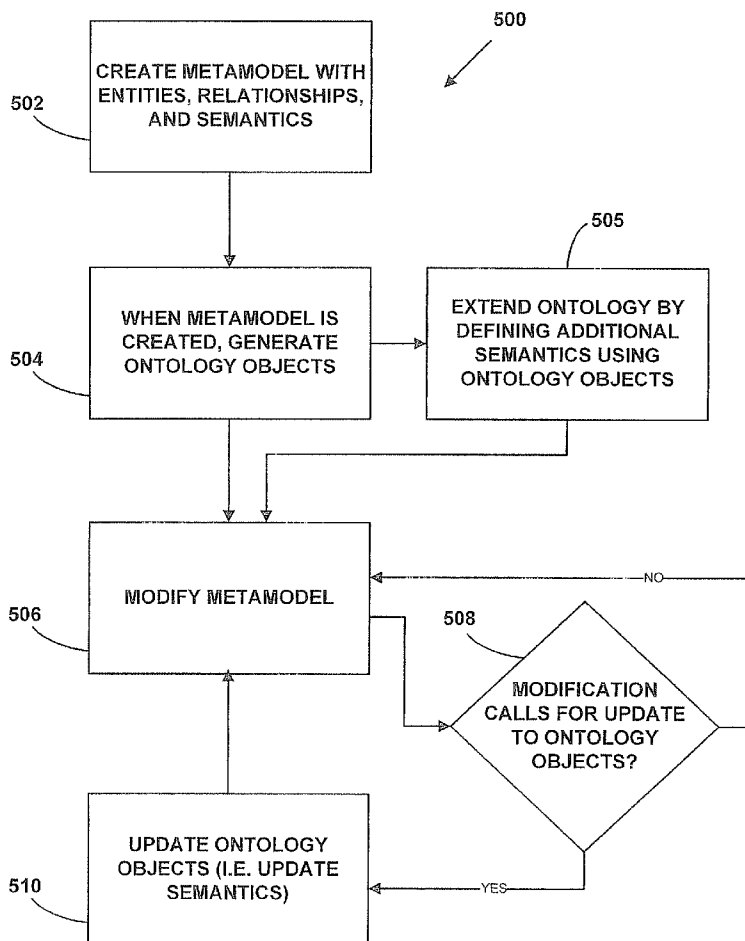 500
CREATE METAMODEL WITH
ENTITIES, RELATIONSHIPS,
AND SEMANTICS
502
505
WHEN METAMODEL IS
CREATED, GENERATE
ONTOLOGY OBJECTS
504
EXTEND ONTOLOGY BY
DEFINING ADDITIONAL
SEMANTICS USING
ONTOLOGY OBJECTS
MODIFY METAMODEL
506
NO
508
MODIFICATION
CALLS FOR UPDATE
TO ONTOLOGY
OBJECTS?
UPDATE ONTOLOGY
OBJECTS (I.E. UPDATE
SEMANTICS)
510
YES